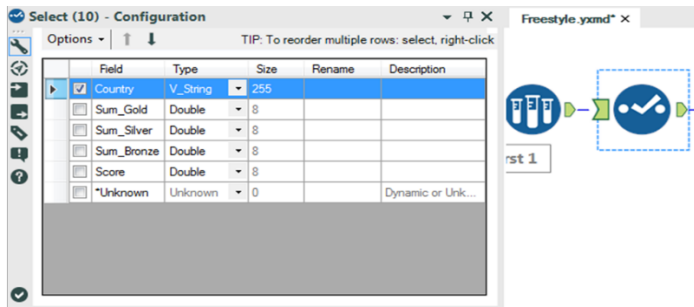 Select (10) - Configuration
Freestyle.yxmd* ×
Options TIP: To reorder multiple rows: select, right-click
Field Type Size Rename Description
Country V_String 255
Sum_Gold Double 8
Sum_Silver Double 8
Sum_Bronze Double 8
Score Double 8
*Unknown Unknown 0 Dynamic or Unk...
rst 1